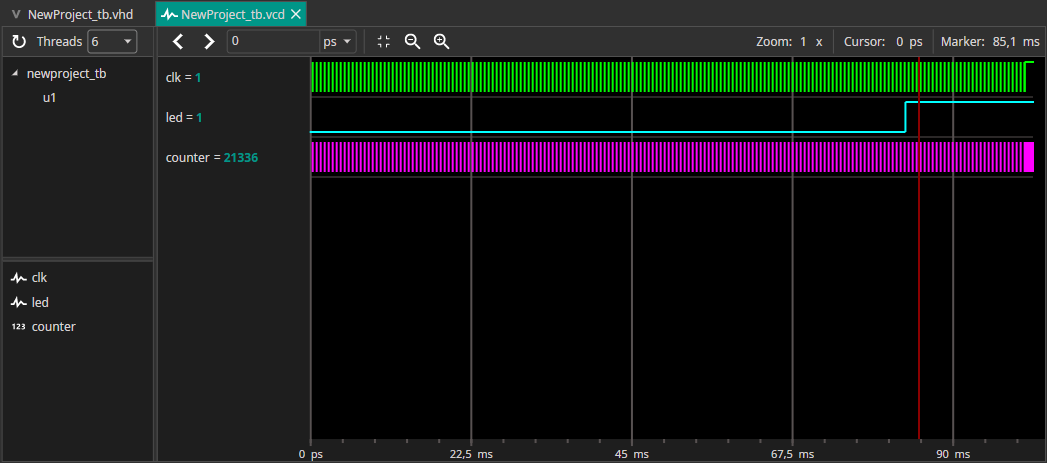 NewProject_tb.vhd NewProject_tb.vcd
Threads 6 0 ps Zoom: 1 x Cursor: 0 ps Marker: 85,1 ms
newproject_tb
u1
clk = 1
led = 1
counter = 21336
clk
led
123 counter
0 ps 22,5 ms 45 ms 67,5 ms 90 ms